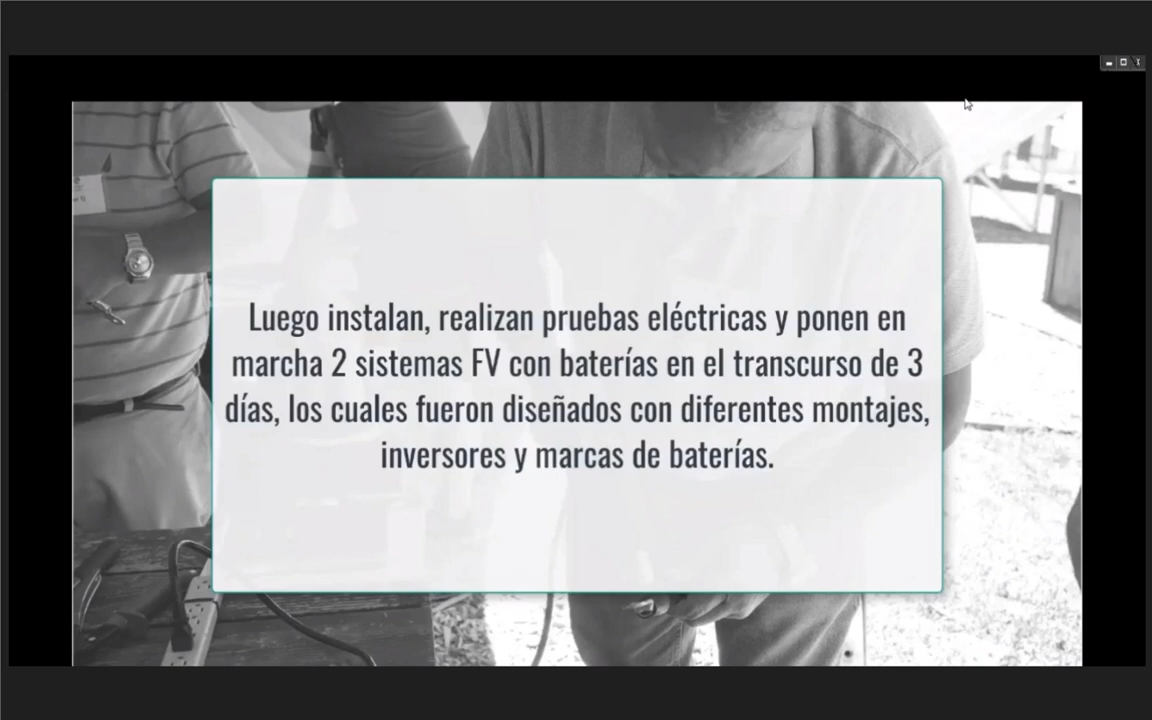 Luego instalan, realizan pruebas eléctricas y ponen en
marcha 2 sistemas FV con baterías en el transcurso de 3
días, los cuales fueron diseñados con diferentes montajes,
inversores y marcas de baterías.